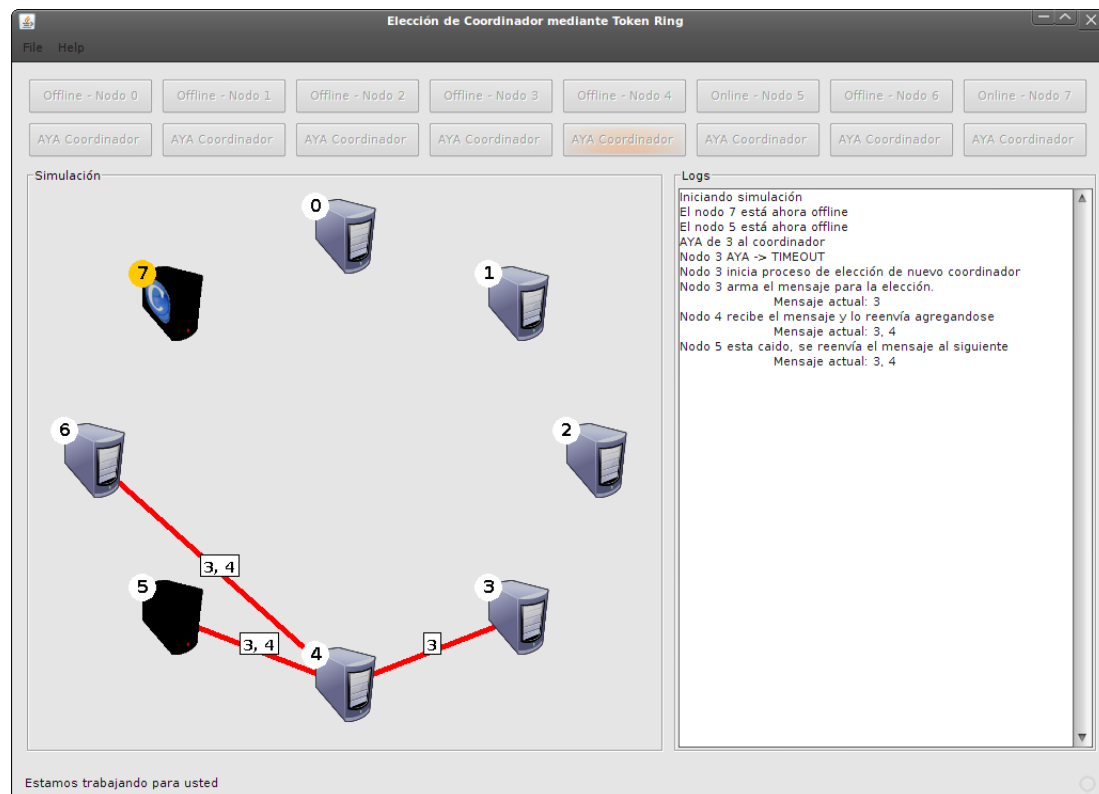 Elección de Coordinador mediante Token Ring
File Help
Offline - Nodo 0 Offline - Nodo 1 Offline - Nodo 2 Offline - Nodo 3 Offline - Nodo 4 Online - Nodo 5 Offline - Nodo 6 Online - Nodo 7
AYA Coordinador AYA Coordinador AYA Coordinador AYA Coordinador AYA Coordinador AYA Coordinador AYA Coordinador AYA Coordinador
Simulación
0
7
1
6
2
3, 4
5
3
3, 4
4
3
Logs
Iniciando simulación
El nodo 7 está ahora offline
El nodo 5 está ahora offline
AYA de 3 al coordinador
Nodo 3 AYA -> TIMEOUT
Nodo 3 inicia proceso de elección de nuevo coordinador
Nodo 3 arma el mensaje para la elección.
Mensaje actual: 3
Nodo 4 recibe el mensaje y lo reenvía agregandose
Mensaje actual: 3, 4
Nodo 5 esta caido, se reenvía el mensaje al siguiente
Mensaje actual: 3, 4
Estamos trabajando para usted